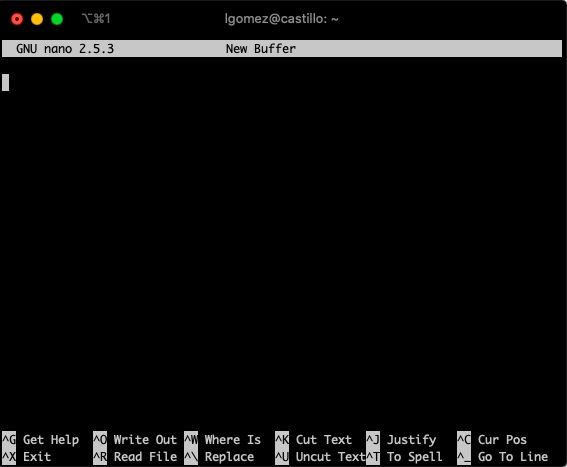 ⌥⌘1 lgomez@castillo: ~
GNU nano 2.5.3 New Buffer
^G Get Help ^O Write Out ^W Where Is ^K Cut Text ^J Justify ^C Cur Pos
^X Exit ^R Read File ^\ Replace ^U Uncut Text ^T To Spell ^_ Go To Line